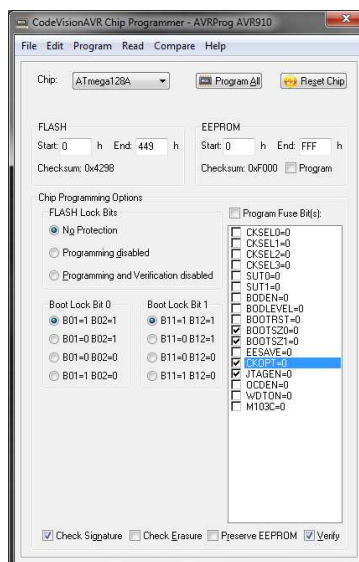 CodeVisionAVR Chip Programmer - AVRProg AVR910
File Edit Program Read Compare Help
Chip: ATmega128A Program All Reset Chip
FLASH
Start: 0 h End: 449 h
Checksum: 0x4298
EEPROM
Start: 0 h End: FFF h
Checksum: 0xF000 Program
Chip Programming Options
FLASH Lock Bits
No Protection
Programming disabled
Programming and Verification disabled
Boot Lock Bit 0
B01=1 B02=1
B01=0 B02=1
B01=0 B02=0
B01=1 B02=0
Boot Lock Bit 1
B11=1 B12=1
B11=0 B12=1
B11=0 B12=0
B11=1 B12=0
Program Fuse Bit(s):
CKSEL0=0
CKSEL1=0
CKSEL2=0
CKSEL3=0
SUT0=0
SUT1=0
BODEN=0
BODLEVEL=0
BOOTRST=0
BOOTSZ0=0
BOOTSZ1=0
EESAVE=0
CKOPT=0
JTAGEN=0
OCDEN=0
WDTON=0
M103C=0
Check Signature Check Erasure Preserve EEPROM Verify